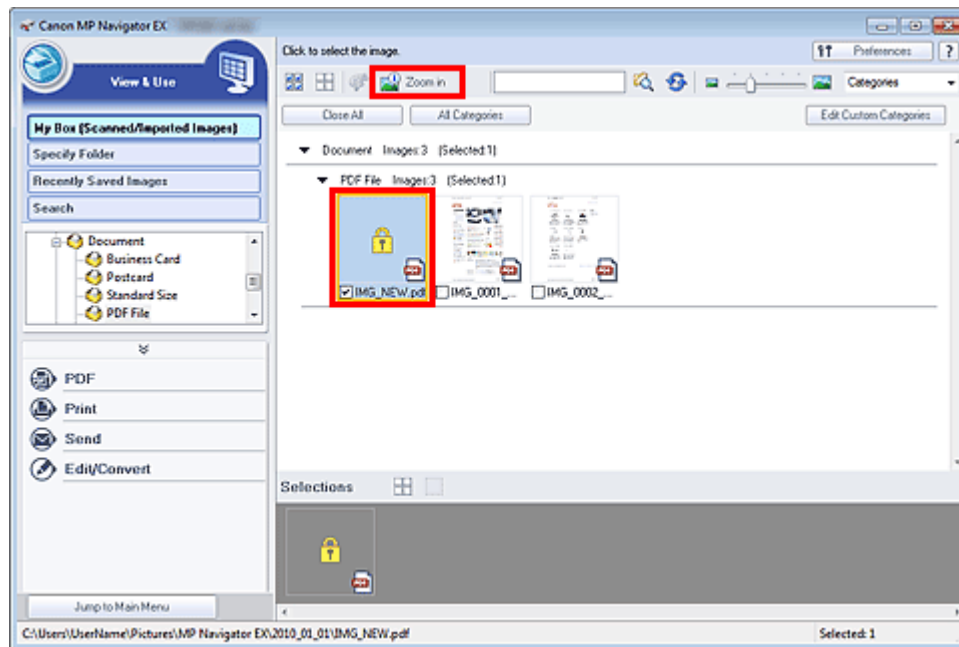 Canon MP Navigator EX
Click to select the image.
Preferences
?
View & Use
Zoom in
Categories
Close All
All Categories
Edit Custom Categories
My Box (Scanned/Imported Images)
Specify Folder
Recently Saved Images
Search
Document Images:3 (Selected:1)
PDF File Images:3 (Selected:1)
IMG_NEW.pdf
IMG_0001_...
IMG_0002_...
Document
Business Card
Postcard
Standard Size
PDF File
PDF
Print
Send
Edit/Convert
Selections
Jump to Main Menu
C:\Users\UserName\Pictures\MP Navigator EX\2010_01_01\IMG_NEW.pdf
Selected: 1